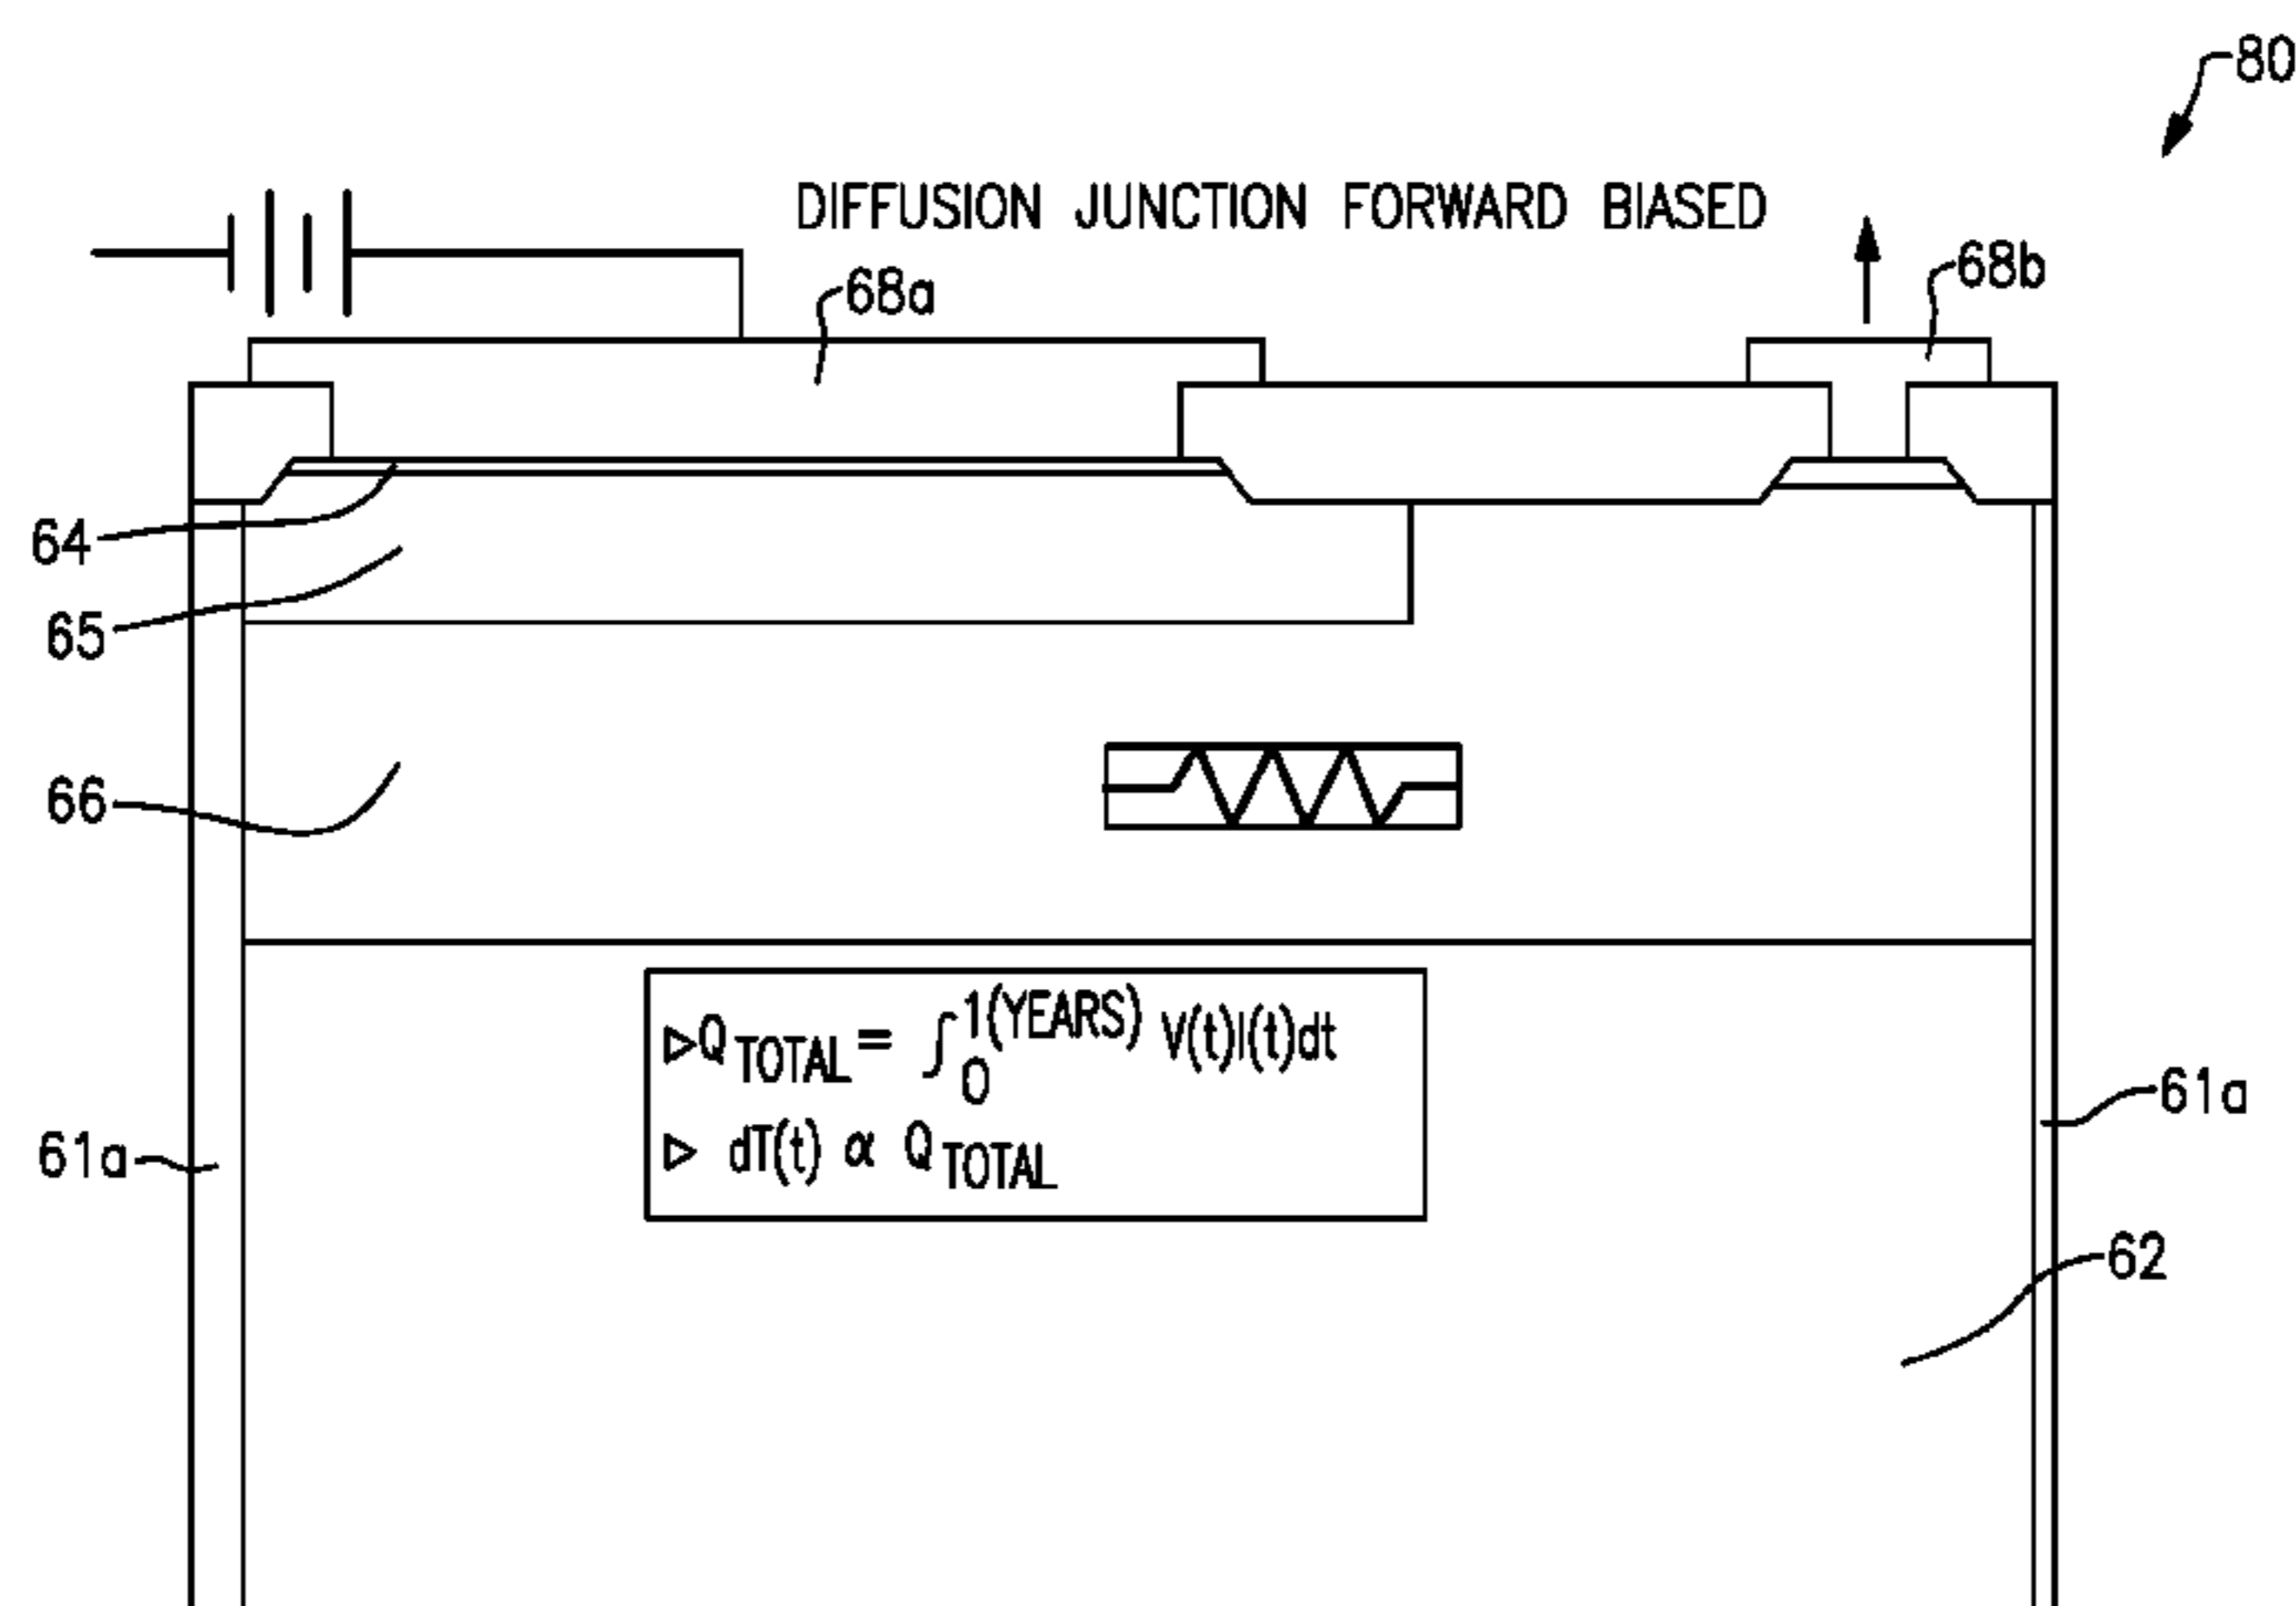 80
DIFFUSION JUNCTION FORWARD BIASED
68a
68b
64
65
66
▷Q TOTAL = ∫₀^1(YEARS) V(t)I(t)dt
▷ dT(t) α Q TOTAL
61a
61a
62